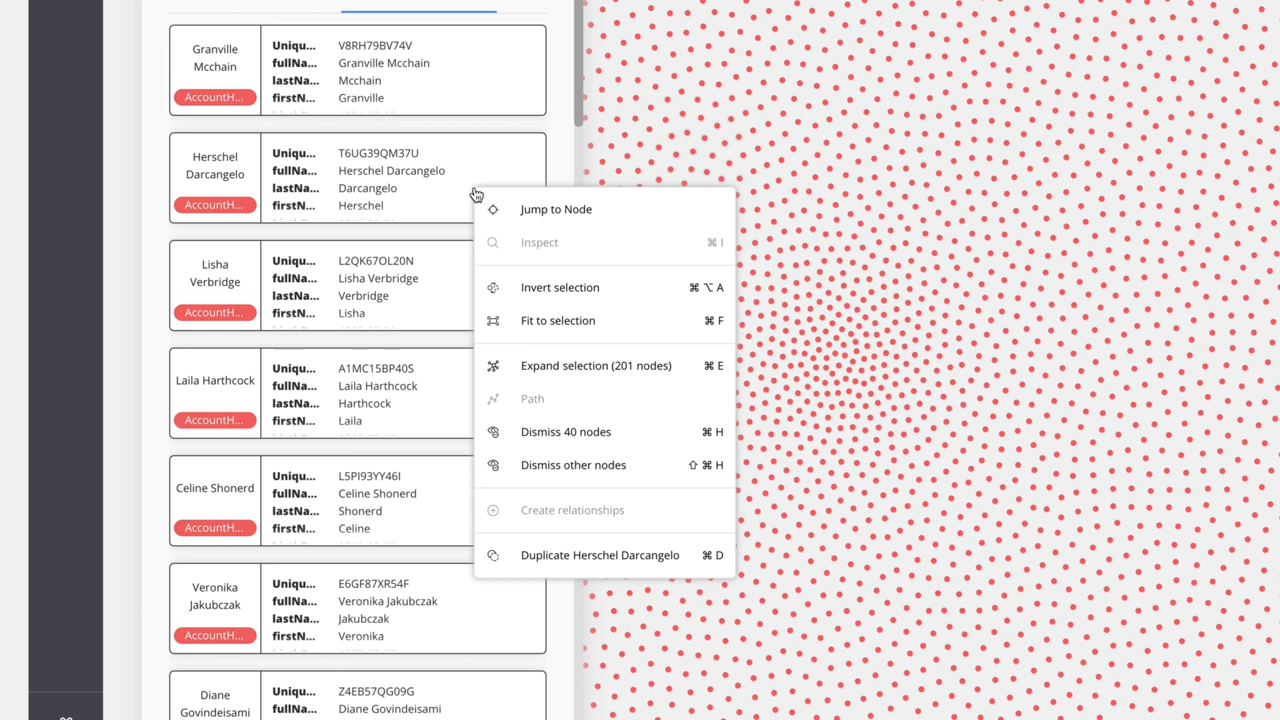 Granville
Mcchain
AccountH...
Uniqu... V8RH79BV74V
fullNa... Granville Mcchain
lastNa... Mcchain
firstN... Granville
Herschel
Darcangelo
AccountH...
Uniqu... T6UG39QM37U
fullNa... Herschel Darcangelo
lastNa... Darcangelo
firstN... Herschel
Lisha
Verbridge
AccountH...
Uniqu... L2QK67OL20N
fullNa... Lisha Verbridge
lastNa... Verbridge
firstN... Lisha
Laila Harthcock
AccountH...
Uniqu... A1MC15BP40S
fullNa... Laila Harthcock
lastNa... Harthcock
firstN... Laila
Celine Shonerd
AccountH...
Uniqu... L5PI93YY46I
fullNa... Celine Shonerd
lastNa... Shonerd
firstN... Celine
Veronika
Jakubczak
AccountH...
Uniqu... E6GF87XR54F
fullNa... Veronika Jakubczak
lastNa... Jakubczak
firstN... Veronika
Diane
Govindeisami
Uniqu... Z4EB57QG09G
fullNa... Diane Govindeisami
Jump to Node
Inspect ⌘ I
Invert selection ⌘ ⌥ A
Fit to selection ⌘ F
Expand selection (201 nodes) ⌘ E
Path
Dismiss 40 nodes ⌘ H
Dismiss other nodes ⇧ ⌘ H
Create relationships
Duplicate Herschel Darcangelo ⌘ D